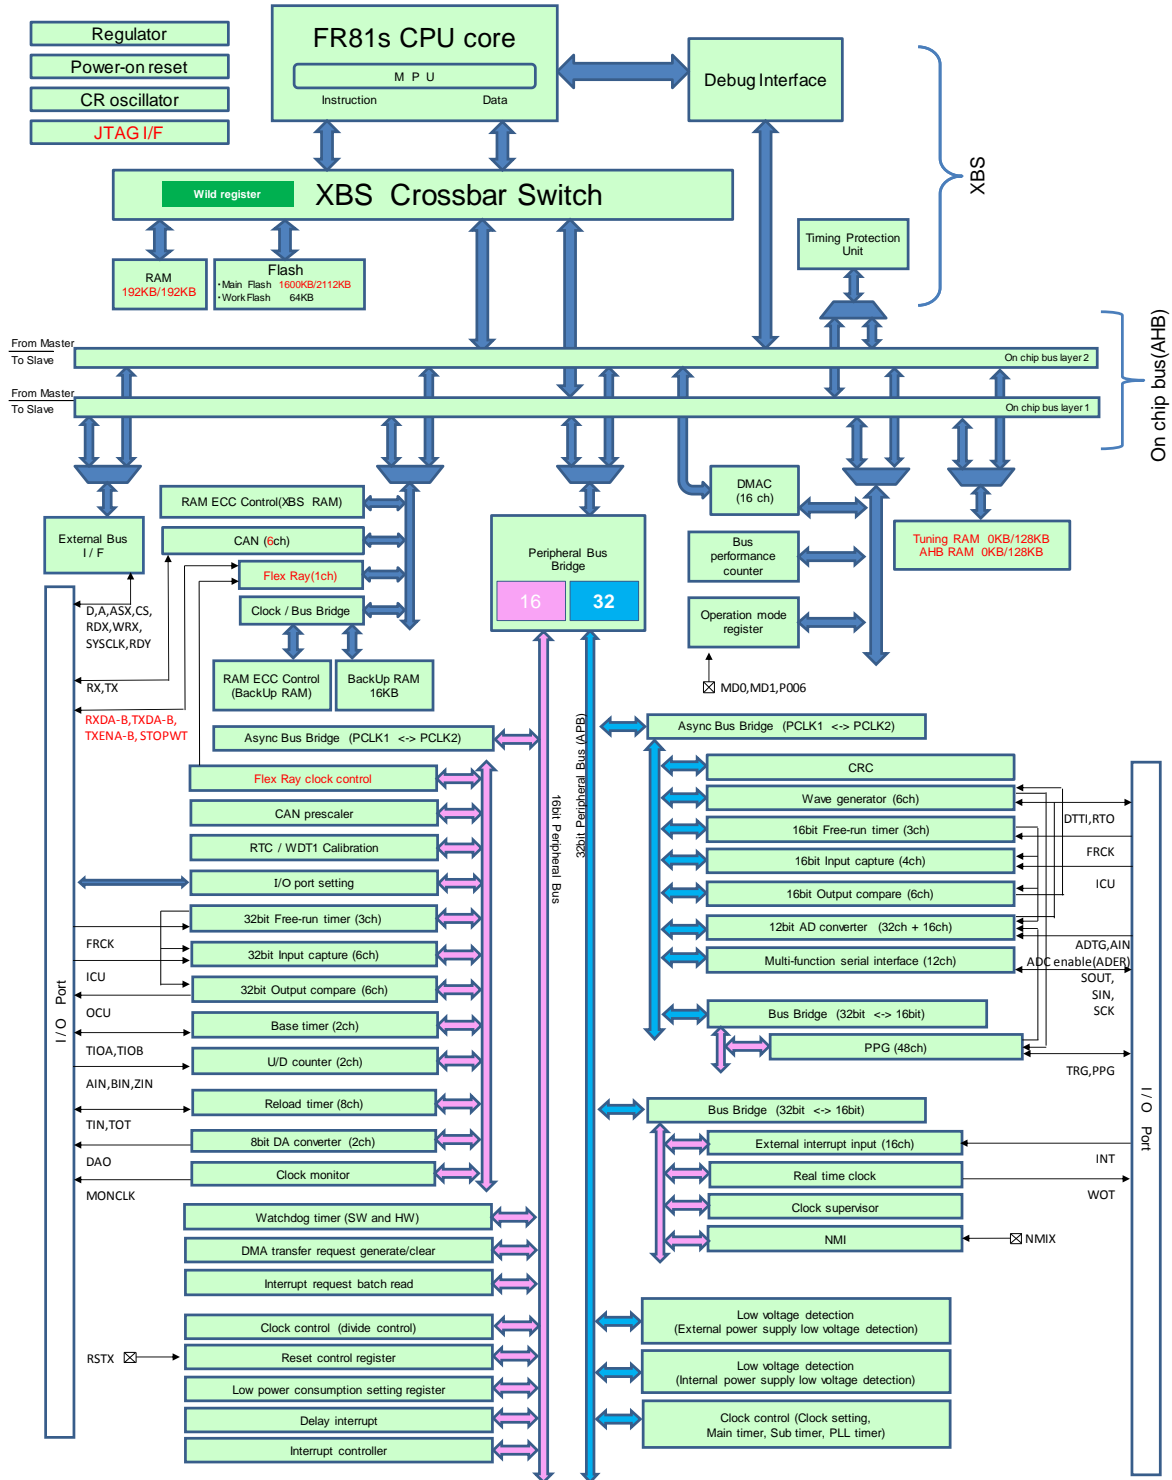 Regulator
Power-on reset
CR oscillator
JTAG I/F
FR81s CPU core
M P U
Instruction
Data
Debug Interface
XBS
Wild register
XBS Crossbar Switch
Timing Protection
Unit
RAM
192KB/192KB
Flash
・Main Flash 1600KB/2112KB
・Work Flash 64KB
From Master
To Slave
On chip bus layer 2
From Master
To Slave
On chip bus layer 1
On chip bus(AHB)
RAM ECC Control(XBS RAM)
CAN (6ch)
Flex Ray(1ch)
Clock / Bus Bridge
RAM ECC Control
(BackUp RAM)
BackUp RAM
16KB
External Bus
I / F
D,A,ASX,CS,
RDX,WRX,
SYSCLK,RDY
RX,TX
RXDA-B,TXDA-B,
TXENA-B, STOPWT
Peripheral Bus
Bridge
16
32
DMAC
(16 ch)
Bus
performance
counter
Operation mode
register
MD0,MD1,P006
Tuning RAM 0KB/128KB
AHB RAM 0KB/128KB
Async Bus Bridge (PCLK1 <-> PCLK2)
Flex Ray clock control
CAN prescaler
RTC / WDT1 Calibration
I/O port setting
32bit Free-run timer (3ch)
32bit Input capture (6ch)
32bit Output compare (6ch)
Base timer (2ch)
U/D counter (2ch)
Reload timer (8ch)
8bit DA converter (2ch)
Clock monitor
FRCK
ICU
OCU
TIOA,TIOB
AIN,BIN,ZIN
TIN,TOT
DAO
MONCLK
I / O Port
16bit Peripheral Bus
32bit Peripheral Bus (APB)
Watchdog timer (SW and HW)
DMA transfer request generate/clear
Interrupt request batch read
Clock control (divide control)
RSTX
Reset control register
Low power consumption setting register
Delay interrupt
Interrupt controller
Async Bus Bridge (PCLK1 <-> PCLK2)
CRC
Wave generator (6ch)
16bit Free-run timer (3ch)
16bit Input capture (4ch)
16bit Output compare (6ch)
12bit AD converter (32ch + 16ch)
Multi-function serial interface (12ch)
Bus Bridge (32bit <-> 16bit)
PPG (48ch)
DTTI,RTO
FRCK
ICU
ADTG,AIN
ADC enable(ADER)
SOUT,
SIN,
SCK
TRG,PPG
I / O Port
Bus Bridge (32bit <-> 16bit)
External interrupt input (16ch)
Real time clock
Clock supervisor
NMI
INT
WOT
NMIX
Low voltage detection
(External power supply low voltage detection)
Low voltage detection
(Internal power supply low voltage detection)
Clock control (Clock setting,
Main timer, Sub timer, PLL timer)